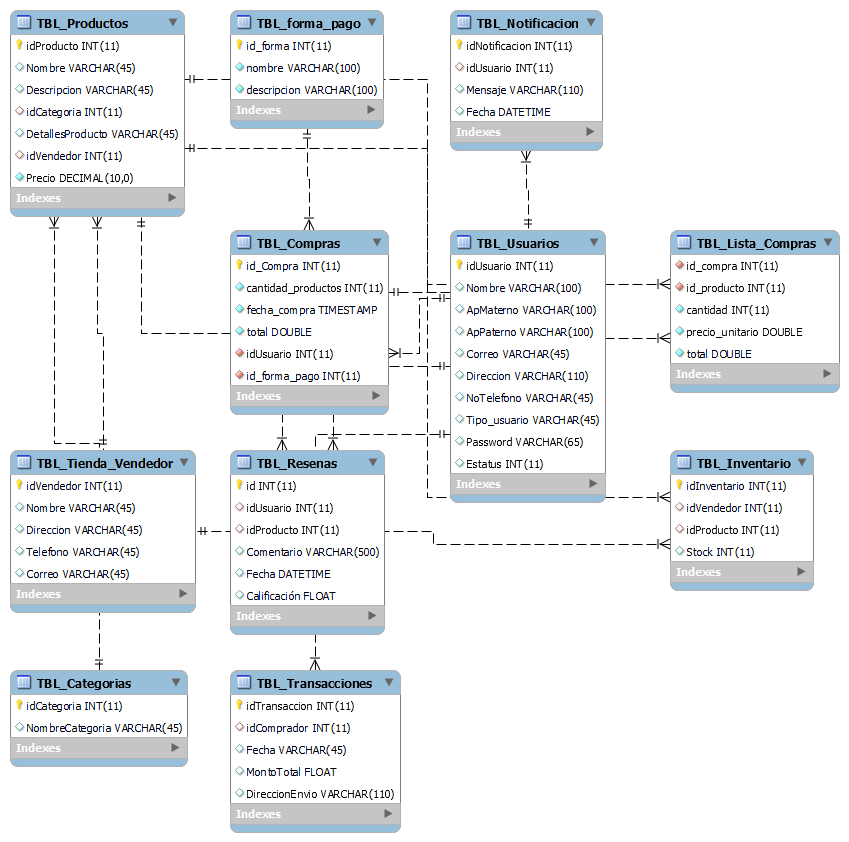 TBL_Productos
idProducto INT(11)
Nombre VARCHAR(45)
Descripcion VARCHAR(45)
idCategoria INT(11)
DetallesProducto VARCHAR(45)
idVendedor INT(11)
Precio DECIMAL(10,0)
Indexes
TBL_forma_pago
id_forma INT(11)
nombre VARCHAR(100)
descripcion VARCHAR(100)
Indexes
TBL_Notificacion
idNotificacion INT(11)
idUsuario INT(11)
Mensaje VARCHAR(110)
Fecha DATETIME
Indexes
TBL_Compras
id_Compra INT(11)
cantidad_productos INT(11)
fecha_compra TIMESTAMP
total DOUBLE
idUsuario INT(11)
id_forma_pago INT(11)
Indexes
TBL_Usuarios
idUsuario INT(11)
Nombre VARCHAR(100)
ApMaterno VARCHAR(100)
ApPaterno VARCHAR(100)
Correo VARCHAR(45)
Direccion VARCHAR(110)
NoTelefono VARCHAR(45)
Tipo_usuario VARCHAR(45)
Password VARCHAR(65)
Estatus INT(11)
Indexes
TBL_Lista_Compras
id_compra INT(11)
id_producto INT(11)
cantidad INT(11)
precio_unitario DOUBLE
total DOUBLE
Indexes
TBL_Tienda_Vendedor
idVendedor INT(11)
Nombre VARCHAR(45)
Direccion VARCHAR(45)
Telefono VARCHAR(45)
Correo VARCHAR(45)
Indexes
TBL_Resenas
id INT(11)
idUsuario INT(11)
idProducto INT(11)
Comentario VARCHAR(500)
Fecha DATETIME
Calificación FLOAT
Indexes
TBL_Inventario
idInventario INT(11)
idVendedor INT(11)
idProducto INT(11)
Stock INT(11)
Indexes
TBL_Categorias
idCategoria INT(11)
NombreCategoria VARCHAR(45)
Indexes
TBL_Transacciones
idTransaccion INT(11)
idComprador INT(11)
Fecha VARCHAR(45)
MontoTotal FLOAT
DireccionEnvio VARCHAR(110)
Indexes